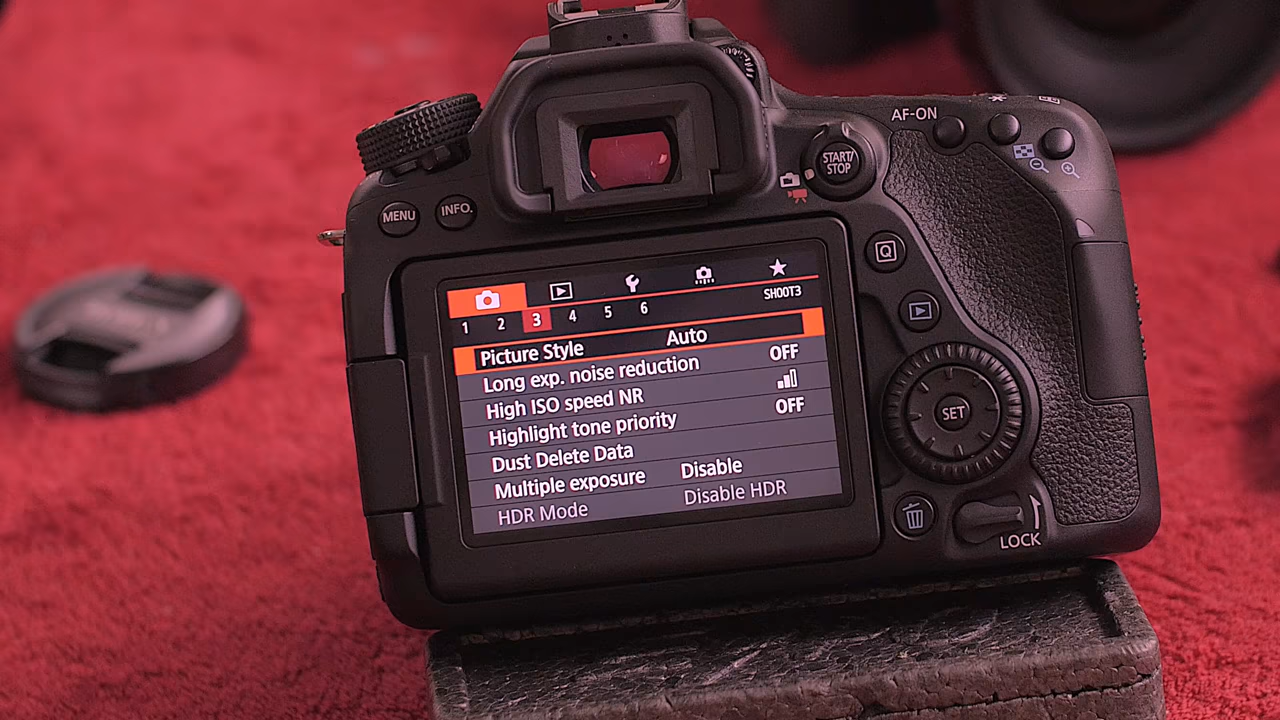 AF-ON
START/
STOP
MENU
INFO.
Q
SHOOT3
1 2 3 4 5 6
Picture Style Auto
Long exp. noise reduction OFF
High ISO speed NR
Highlight tone priority OFF
Dust Delete Data
Multiple exposure Disable
HDR Mode Disable HDR
SET
LOCK